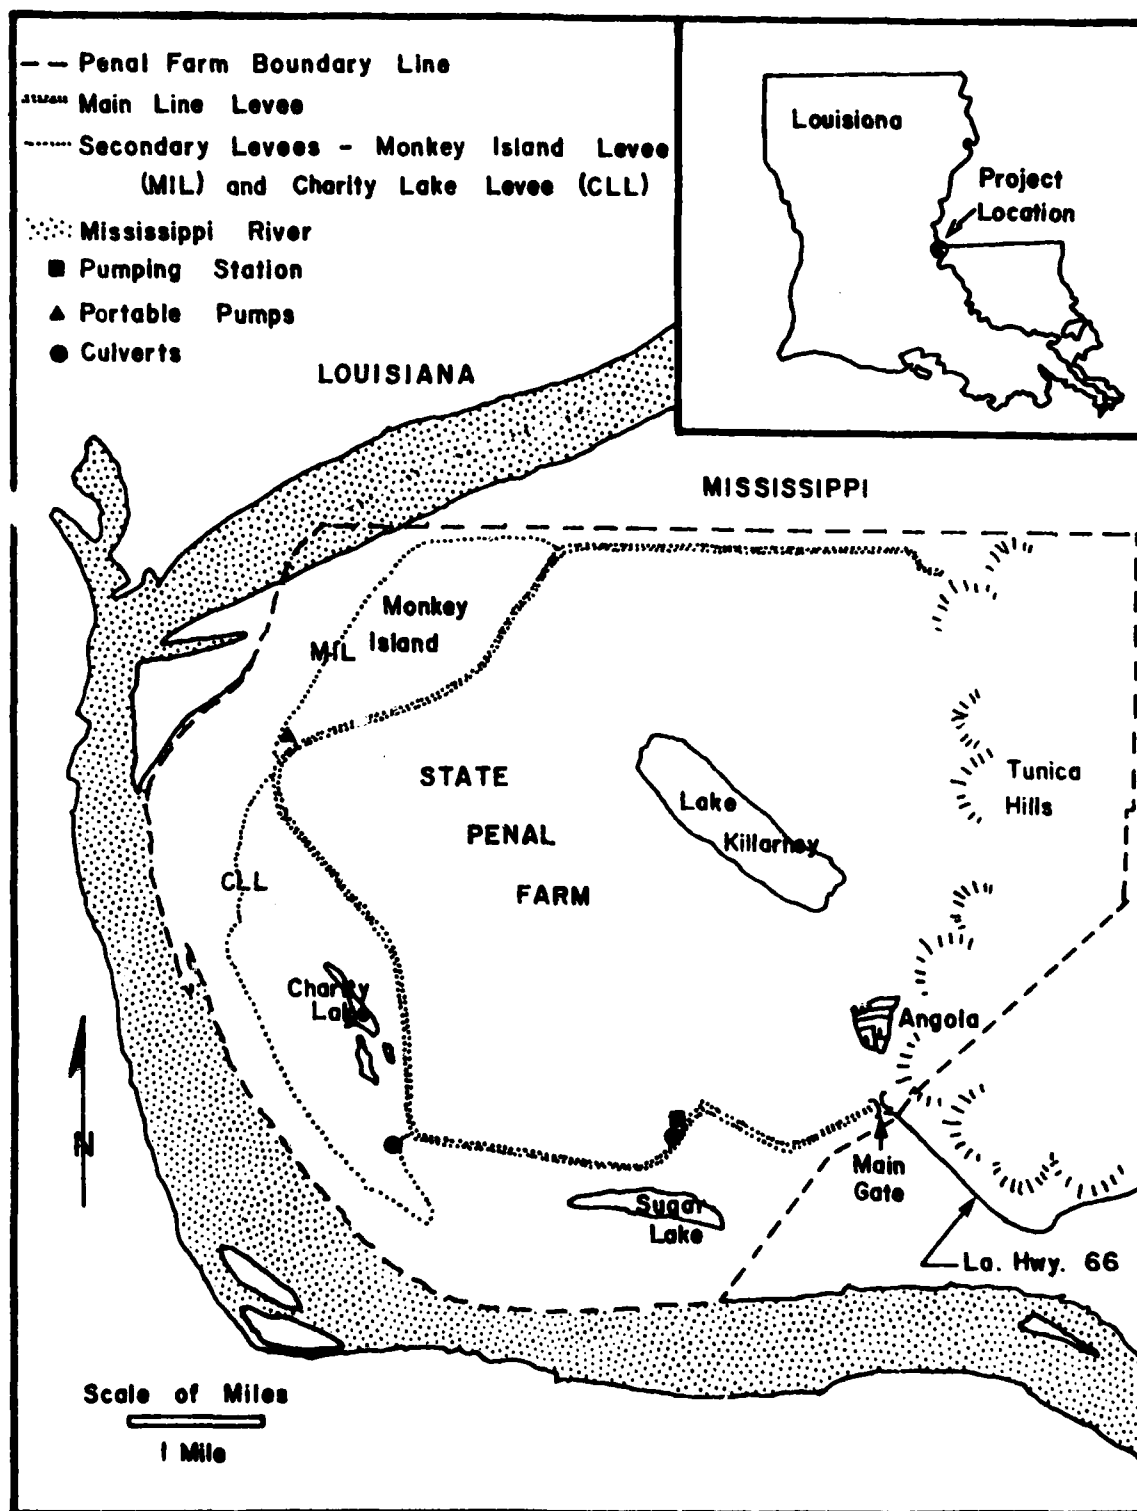 Penal Farm Boundary Line
Main Line Levee
Secondary Levees - Monkey Island Levee
(MIL) and Charity Lake Levee (CLL)
Mississippi River
Pumping Station
Portable Pumps
Culverts
Louisiana
Project
Location
LOUISIANA
MISSISSIPPI
Monkey
Island
MIL
STATE
PENAL
FARM
Lake
Killarney
Tunica
Hills
CLL
Charity
Lake
Angola
N
Main
Gate
Sugar
Lake
La. Hwy. 66
Scale of Miles
1 Mile